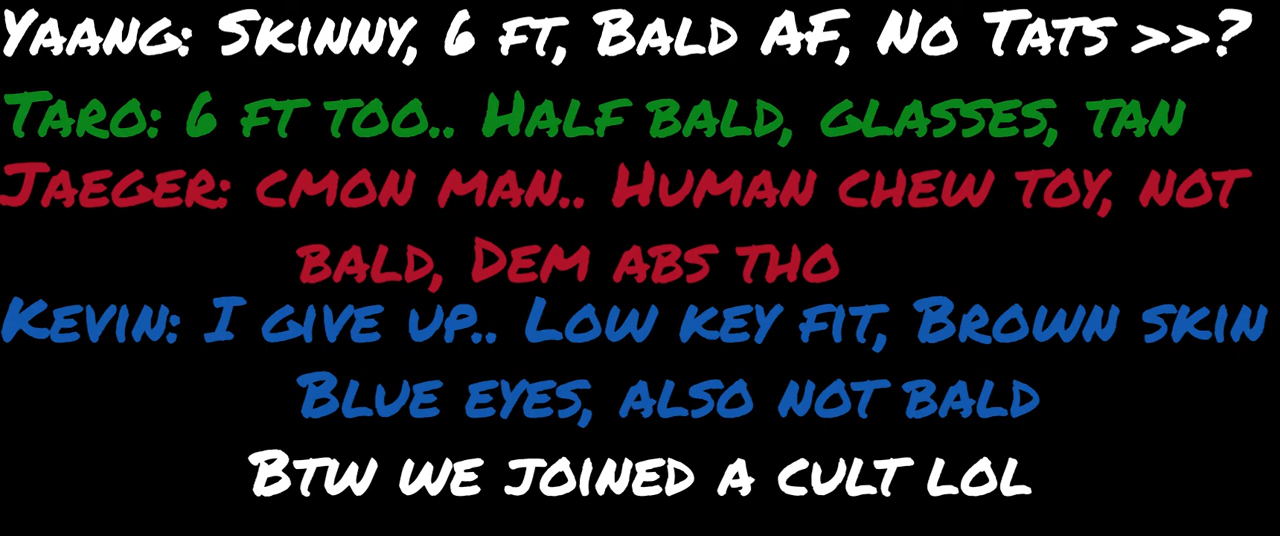 Yaang: Skinny, 6 ft, Bald AF, No Tats >>?
Taro: 6 ft too.. Half bald, glasses, tan
Jaeger: cmon man.. Human chew toy, not
bald, Dem abs tho
Kevin: I give up.. Low key fit, Brown skin
Blue eyes, also not bald
Btw we joined a cult lol